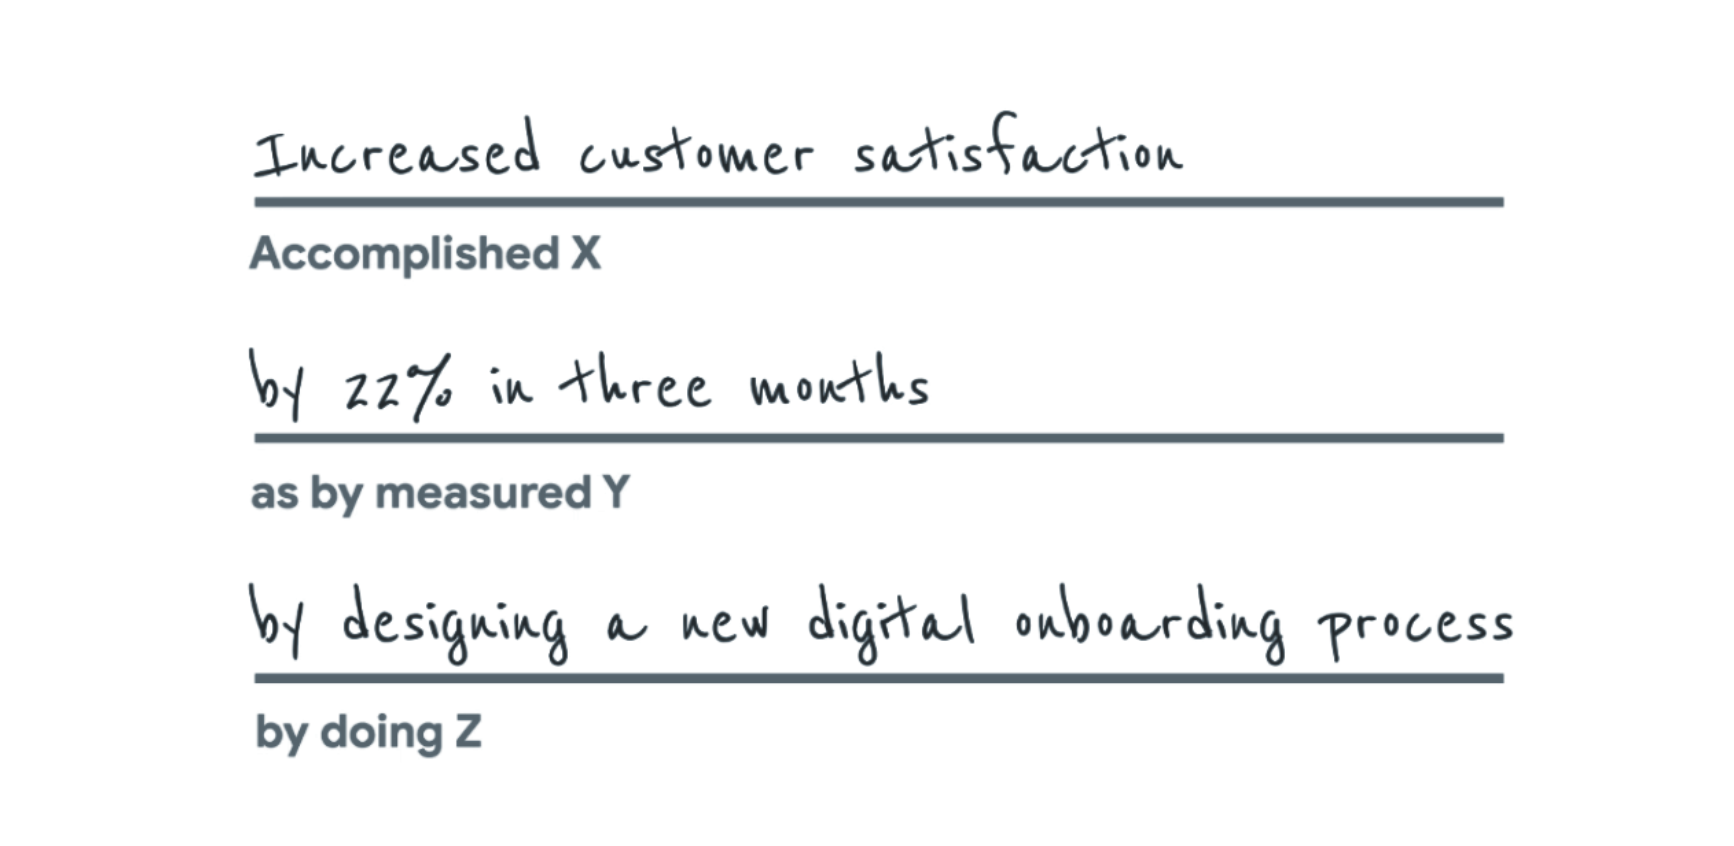 Increased customer satisfaction
Accomplished X
by 22% in three months
as by measured Y
by designing a new digital onboarding process
by doing Z